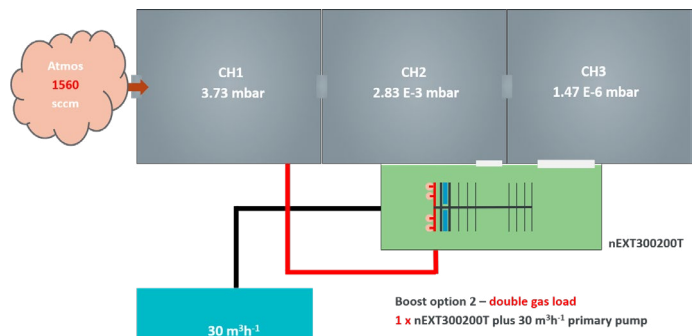 Atmos
1560
sccm
CH1
3.73 mbar
CH2
2.83 E-3 mbar
CH3
1.47 E-6 mbar
nEXT300200T
Boost option 2 – double gas load
1 x nEXT300200T plus 30 m³h⁻¹ primary pump
30 m³h⁻¹